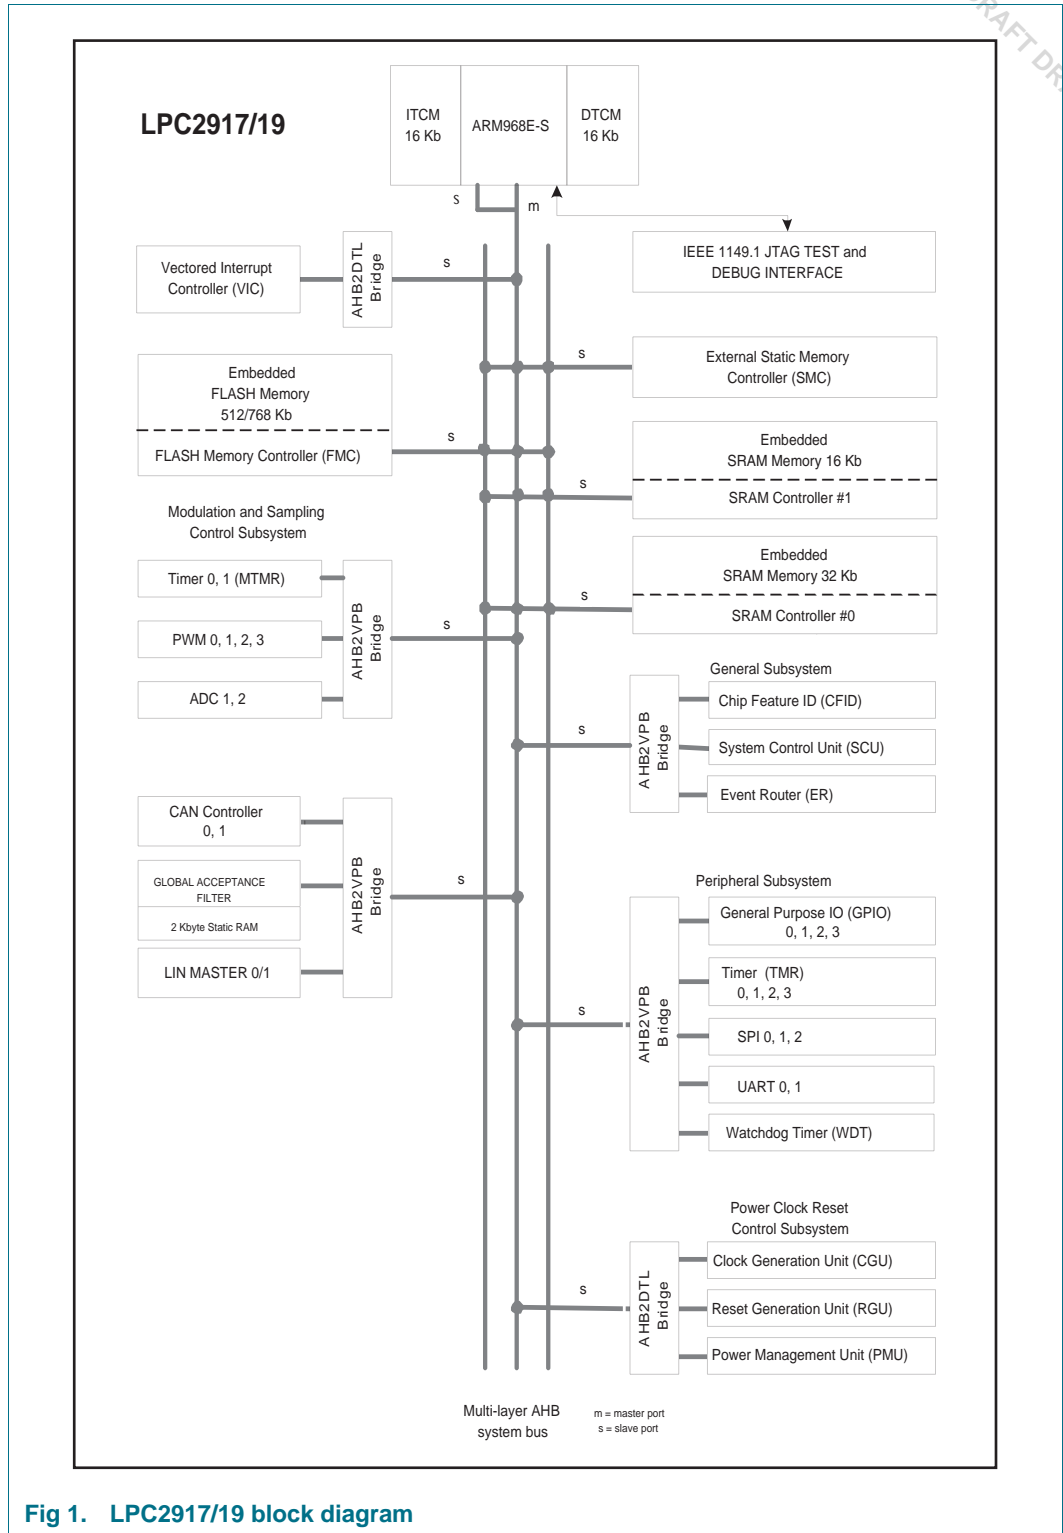 DRAFT DRA
LPC2917/19
ITCM
16 Kb
ARM968E-S
DTCM
16 Kb
s
m
IEEE 1149.1 JTAG TEST and
DEBUG INTERFACE
Vectored Interrupt
Controller (VIC)
AHB2DTL
Bridge
s
External Static Memory
Controller (SMC)
s
Embedded
FLASH Memory
512/768 Kb
FLASH Memory Controller (FMC)
s
Embedded
SRAM Memory 16 Kb
SRAM Controller #1
s
Modulation and Sampling
Control Subsystem
Timer 0, 1 (MTMR)
PWM 0, 1, 2, 3
ADC 1, 2
AHB2VPB
Bridge
s
Embedded
SRAM Memory 32 Kb
SRAM Controller #0
s
General Subsystem
Chip Feature ID (CFID)
System Control Unit (SCU)
Event Router (ER)
AHB2VPB
Bridge
s
CAN Controller
0, 1
GLOBAL ACCEPTANCE
FILTER
2 Kbyte Static RAM
LIN MASTER 0/1
AHB2VPB
Bridge
s
Peripheral Subsystem
General Purpose IO (GPIO)
0, 1, 2, 3
Timer (TMR)
0, 1, 2, 3
SPI 0, 1, 2
UART 0, 1
Watchdog Timer (WDT)
AHB2VPB
Bridge
s
Power Clock Reset
Control Subsystem
Clock Generation Unit (CGU)
Reset Generation Unit (RGU)
Power Management Unit (PMU)
AHB2DTL
Bridge
s
Multi-layer AHB
system bus
m = master port
s = slave port
Fig 1. LPC2917/19 block diagram